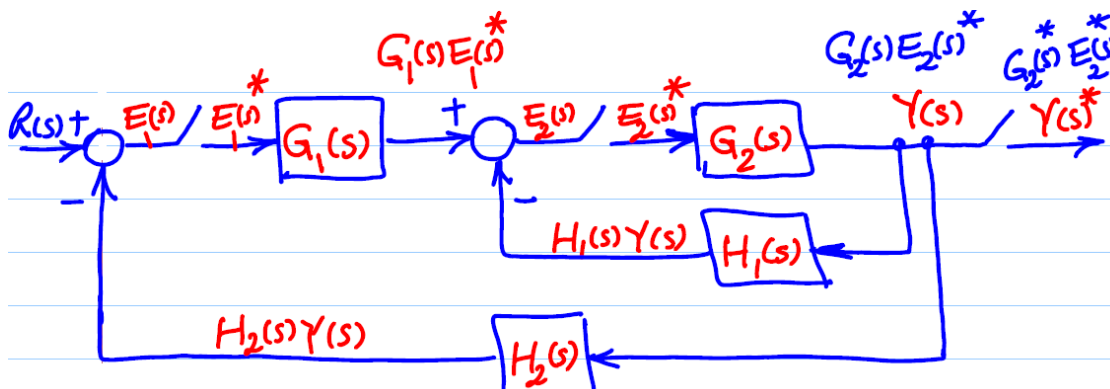 G₁(s)E₁(s)*
G₂(s)E₂(s)*
G₂(s)*E₂(s)*
R(s)
+
E₁(s)
E₁(s)*
G₁(s)
+
E₂(s)
E₂(s)*
G₂(s)
Y(s)
Y(s)*
−
−
H₁(s)Y(s)
H₁(s)
H₂(s)Y(s)
H₂(s)